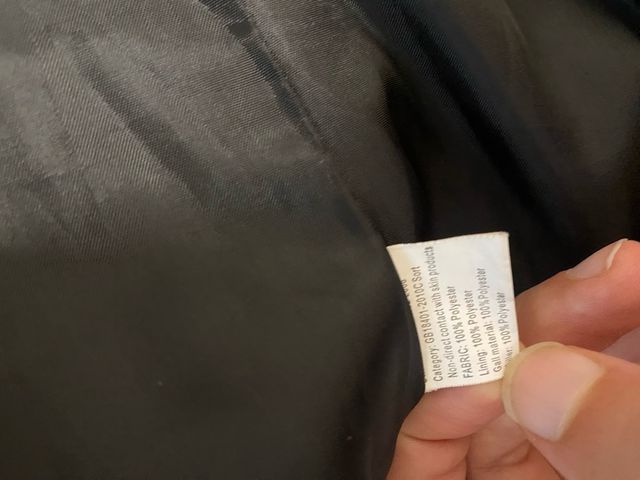 Category: GB18401-2010C Sort
Non-direct contact with skin products
FABRIC: 100% Polyester
Lining: 100% Polyester
Gall material: 100% Polyester
100% Polyester